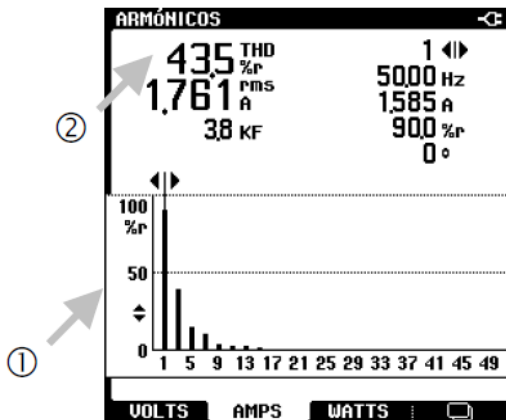 ARMÓNICOS
② 43,5 THD %r
1,761 rms A
3,8 KF
1
50,00 Hz
1,585 A
90,0 %r
0 °
100
%r
50
0
①
1 5 9 13 17 21 25 29 33 37 41 45 49
VOLTS AMPS WATTS